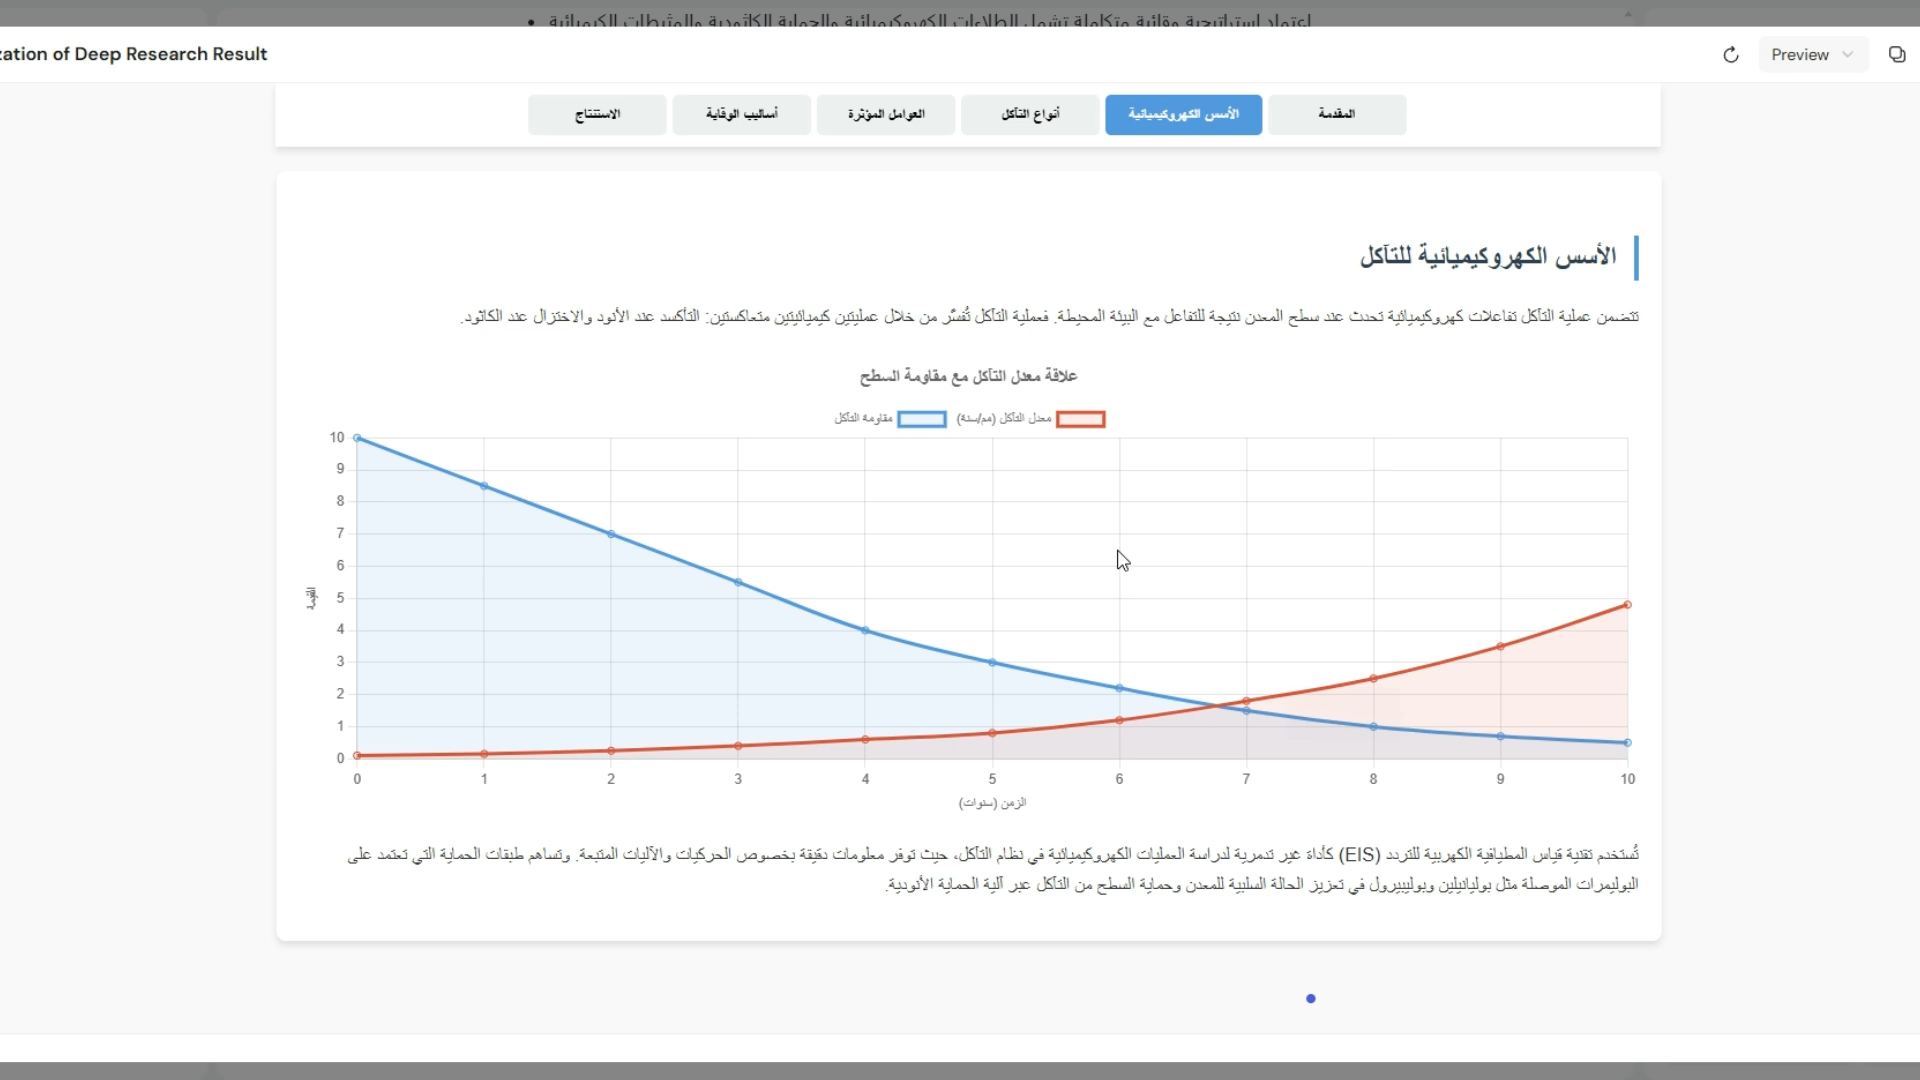 اعتماد استراتيجية وقائية متكاملة تشمل الطلاءات الكهروكيميائية والحماية الكاثودية والمثبطات الكيميائية
zation of Deep Research Result
Preview
المقدمة
الأسس الكهروكيميائية
أنواع التآكل
العوامل المؤثرة
أساليب الوقاية
الاستنتاج
الأسس الكهروكيميائية للتآكل
تتضمن عملية التآكل تفاعلات كهروكيميائية تحدث عند سطح المعدن نتيجة للتفاعل مع البيئة المحيطة. فعملية التآكل تُفسَّر من خلال عمليتين كيميائيتين متعاكستين: التأكسد عند الأنود والاختزال عند الكاثود.
علاقة معدل التآكل مع مقاومة السطح
معدل التآكل (مم/سنة)
مقاومة التآكل
10
9
8
7
6
5
4
3
2
1
0
القيمة
0 1 2 3 4 5 6 7 8 9 10
الزمن (سنوات)
تُستخدم تقنية قياس المطيافية الكهربية للتردد (EIS) كأداة غير تدمرية لدراسة العمليات الكهروكيميائية في نظام التآكل، حيث توفر معلومات دقيقة بخصوص الحركيات والآليات المتبعة. وتساهم طبقات الحماية التي تعتمد على
البوليمرات الموصلة مثل بوليانيلين وبوليبيرول في تعزيز الحالة السلبية للمعدن وحماية السطح من التآكل عبر آلية الحماية الأنودية.